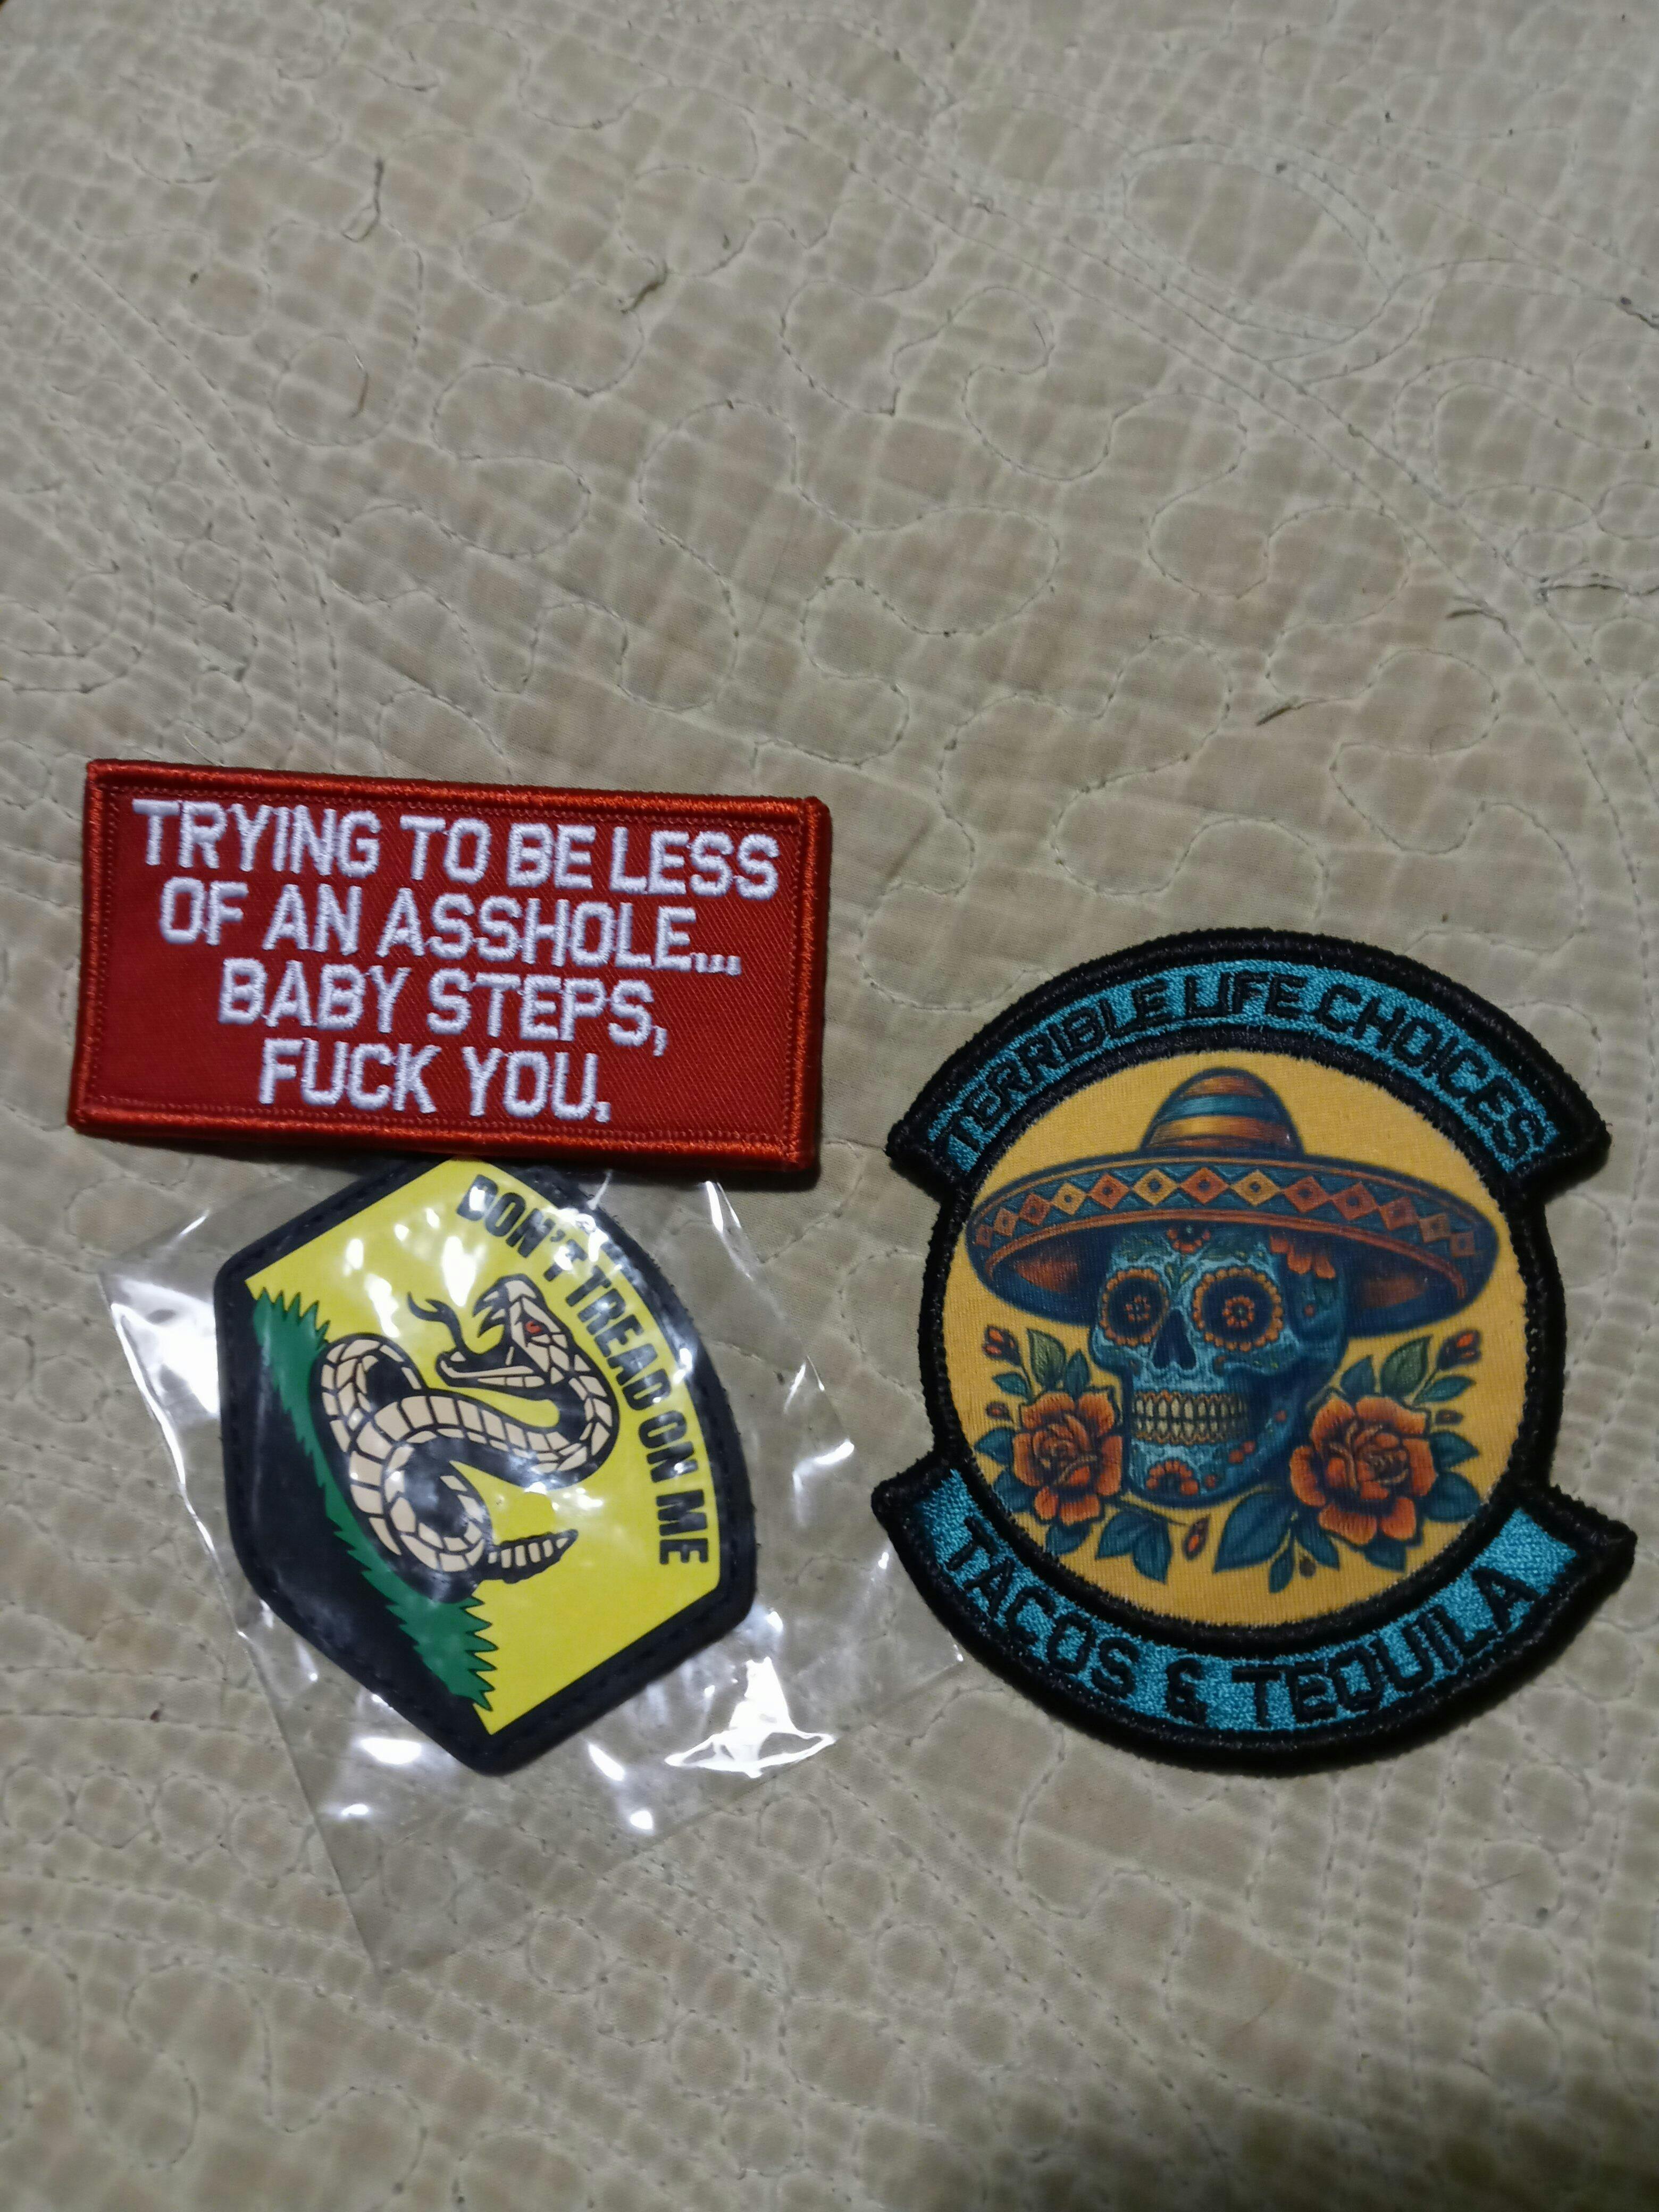 TRYING TO BE LESS
OF AN ASSHOLE...
BABY STEPS,
FUCK YOU.
DON'T TREAD ON ME
TERRIBLE LIFE CHOICES
TACOS & TEQUILA